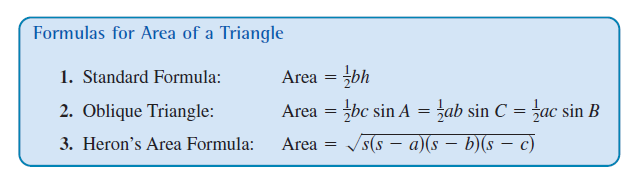 Formulas for Area of a Triangle
1. Standard Formula: Area = ½bh
2. Oblique Triangle: Area = ½bc sin A = ½ab sin C = ½ac sin B
3. Heron's Area Formula: Area = √s(s − a)(s − b)(s − c)